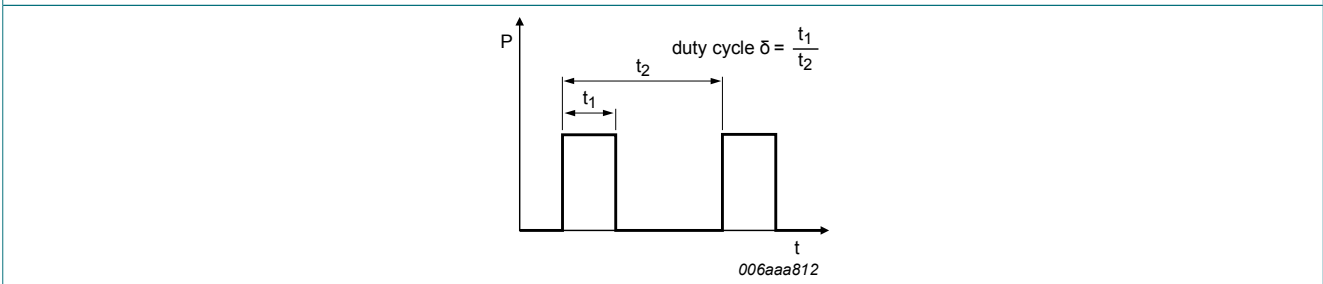 P
duty cycle δ = t1/t2
t2
t1
t
006aaa812